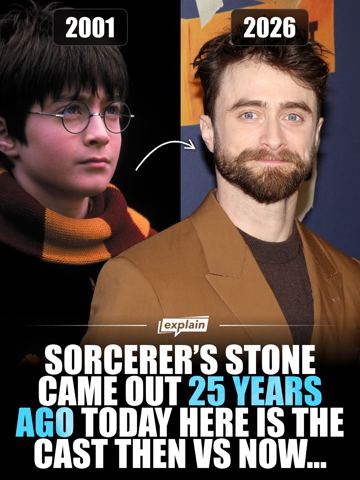 2001
2026
explain
SORCERER'S STONE
CAME OUT 25 YEARS
AGO TODAY HERE IS THE
CAST THEN VS NOW...